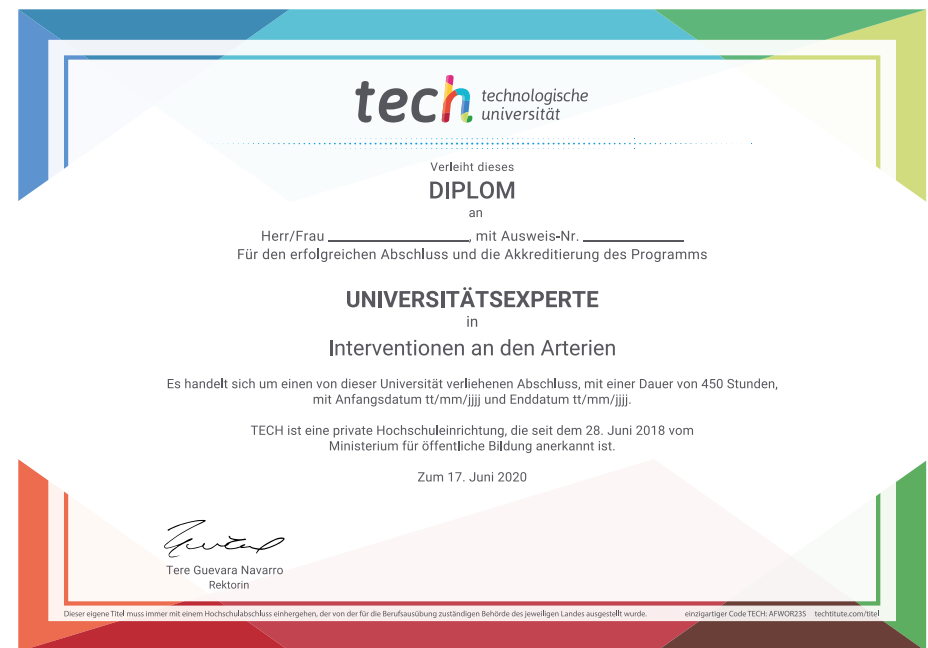 tech technologische
universität
Verleiht dieses
DIPLOM
an
Herr/Frau ____________, mit Ausweis-Nr. ____________
Für den erfolgreichen Abschluss und die Akkreditierung des Programms
UNIVERSITÄTSEXPERTE
in
Interventionen an den Arterien
Es handelt sich um einen von dieser Universität verliehenen Abschluss, mit einer Dauer von 450 Stunden,
mit Anfangsdatum tt/mm/jjjj und Enddatum tt/mm/jjjj.
TECH ist eine private Hochschuleinrichtung, die seit dem 28. Juni 2018 vom
Ministerium für öffentliche Bildung anerkannt ist.
Zum 17. Juni 2020
Tere Guevara Navarro
Rektorin
Dieser eigene Titel muss immer mit einem Hochschulabschluss einhergehen, der von der für die Berufsausübung zuständigen Behörde des jeweiligen Landes ausgestellt wurde. einzigartiger Code TECH: AFWOR23S techtitute.com/titel